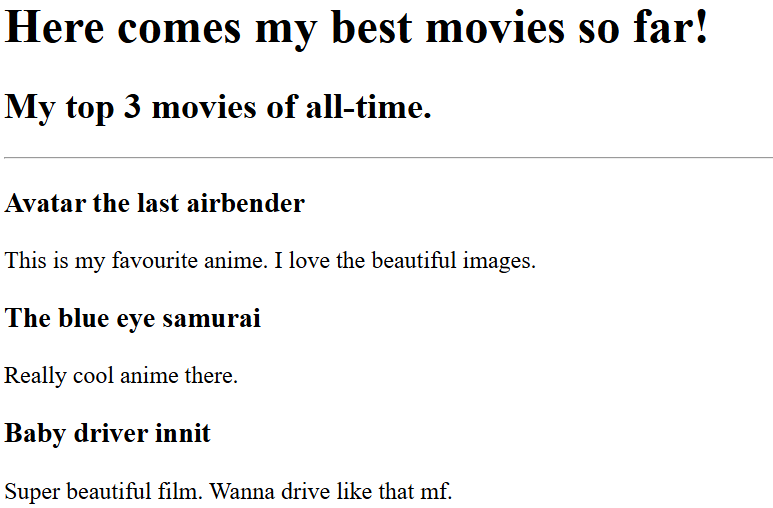 Here comes my best movies so far!
My top 3 movies of all-time.
Avatar the last airbender
This is my favourite anime. I love the beautiful images.
The blue eye samurai
Really cool anime there.
Baby driver innit
Super beautiful film. Wanna drive like that mf.